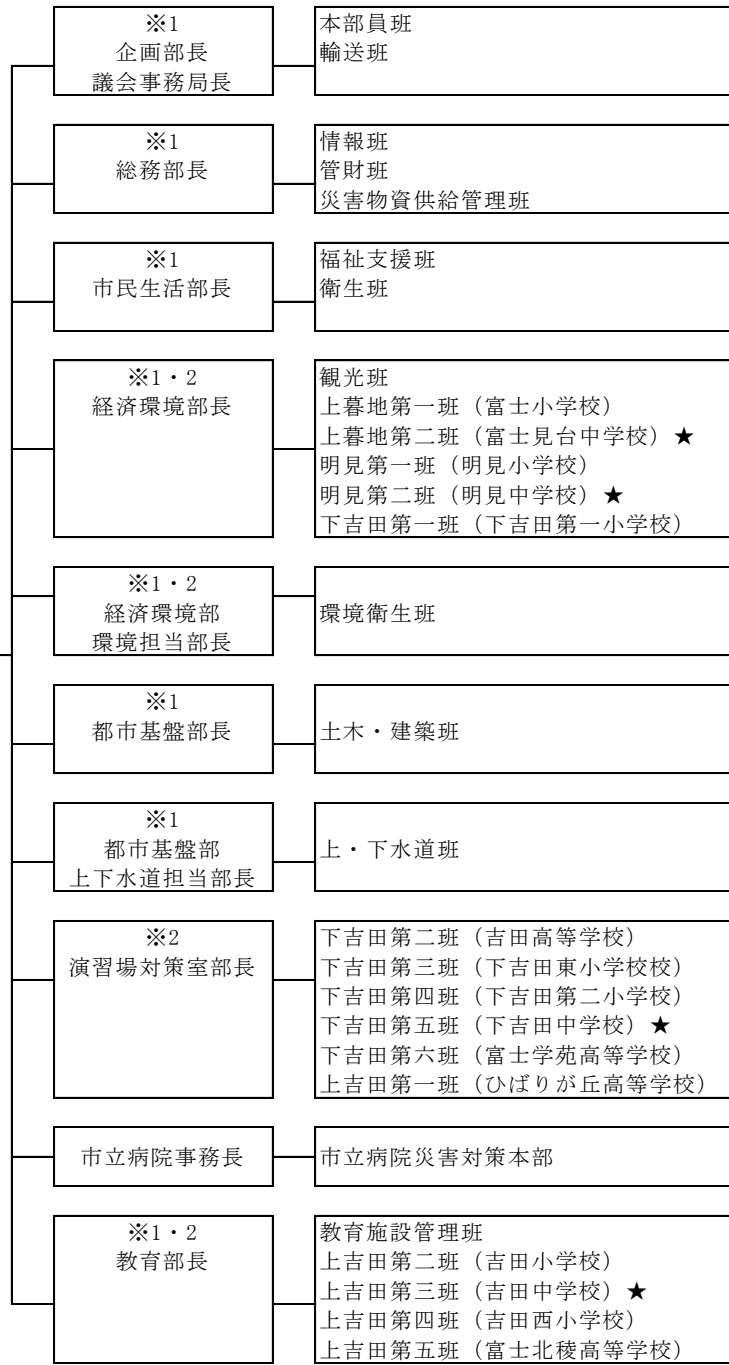 ※1
企画部長
議会事務局長
本部員班
輸送班
※1
総務部長
情報班
管財班
災害物資供給管理班
※1
市民生活部長
福祉支援班
衛生班
※1・2
経済環境部長
観光班
上暮地第一班（富士小学校）
上暮地第二班（富士見台中学校）★
明見第一班（明見小学校）
明見第二班（明見中学校）★
下吉田第一班（下吉田第一小学校）
※1・2
経済環境部
環境担当部長
環境衛生班
※1
都市基盤部長
土木・建築班
※1
都市基盤部
上下水道担当部長
上・下水道班
※2
演習場対策室部長
下吉田第二班（吉田高等学校）
下吉田第三班（下吉田東小学校校）
下吉田第四班（下吉田第二小学校）
下吉田第五班（下吉田中学校）★
下吉田第六班（富士学苑高等学校）
上吉田第一班（ひばりが丘高等学校）
市立病院事務長
市立病院災害対策本部
※1・2
教育部長
教育施設管理班
上吉田第二班（吉田小学校）
上吉田第三班（吉田中学校）★
上吉田第四班（吉田西小学校）
上吉田第五班（富士北稜高等学校）